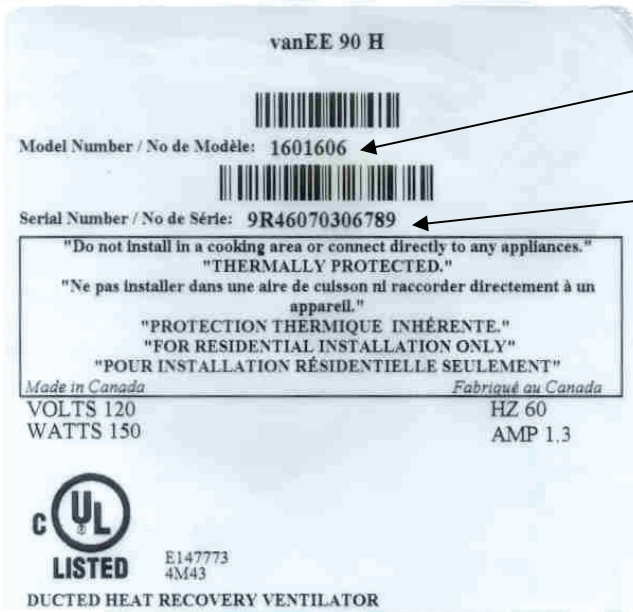 vanEE 90 H
Model Number / No de Modèle: 1601606
Serial Number / No de Série: 9R46070306789
"Do not install in a cooking area or connect directly to any appliances."
"THERMALLY PROTECTED."
"Ne pas installer dans une aire de cuisson ni raccorder directement à un
appareil."
"PROTECTION THERMIQUE INHÉRENTE."
"FOR RESIDENTIAL INSTALLATION ONLY"
"POUR INSTALLATION RÉSIDENTIELLE SEULEMENT"
Made in Canada Fabriqué au Canada
VOLTS 120 HZ 60
WATTS 150 AMP 1.3
C UL ®
LISTED
E147773
4M43
DUCTED HEAT RECOVERY VENTILATOR